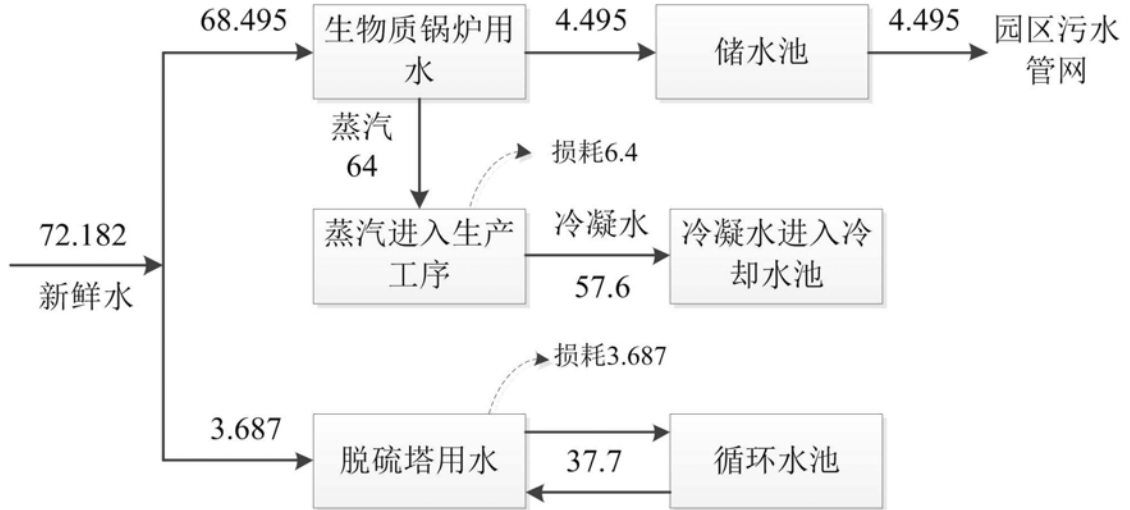 68.495
生物质锅炉用
水
4.495
储水池
4.495
园区污水
管网
蒸汽
64
损耗6.4
72.182
新鲜水
蒸汽进入生产
工序
冷凝水
57.6
冷凝水进入冷
却水池
损耗3.687
3.687
脱硫塔用水
37.7
循环水池